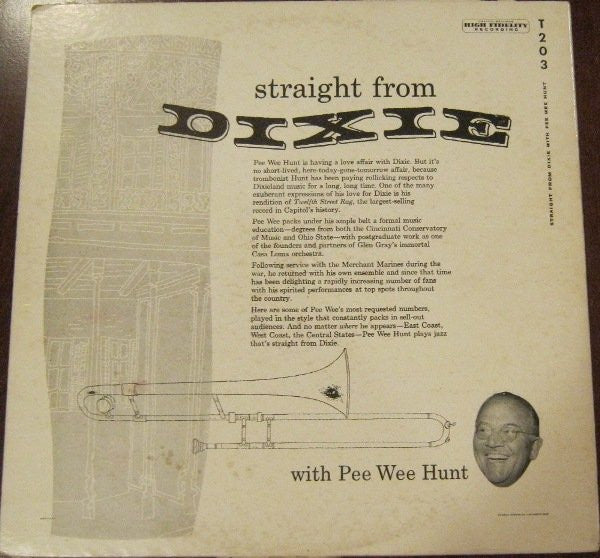 HIGH FIDELITY
RECORDING
T203
straight from
DIXIE
Pee Wee Hunt is having a love affair with Dixie. But it's
no short-lived, here-today-gone-tomorrow affair, because
trombonist Hunt has been paying rollicking respects to
Dixieland music for a long, long time. One of the many
exuberant expressions of his love for Dixie is his
rendition of Twelfth Street Rag, the largest-selling
record in Capitol's history.
Pee Wee packs under his ample belt a formal music
education—degrees from both the Cincinnati Conservatory
of Music and Ohio State—with postgraduate work as one
of the founders and partners of Glen Gray's immortal
Casa Loma orchestra.
Following service with the Merchant Marines during the
war, he returned with his own ensemble and since that time
has been delighting a rapidly increasing number of fans
with his spirited performances at top spots throughout
the country.
Here are some of Pee Wee's most requested numbers,
played in the style that constantly packs in sell-out
audiences. And no matter where he appears—East Coast,
West Coast, the Central States—Pee Wee Hunt plays jazz
that's straight from Dixie.
STRAIGHT FROM DIXIE WITH PEE WEE HUNT
with Pee Wee Hunt